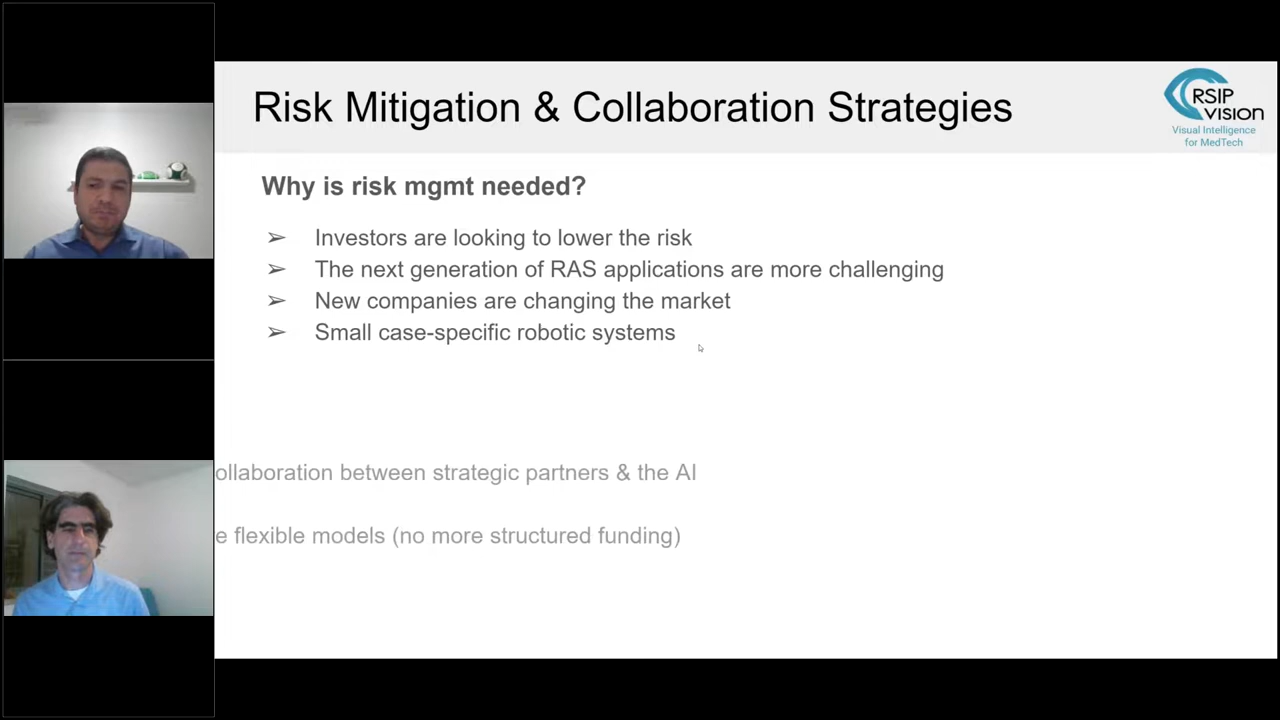 Risk Mitigation & Collaboration Strategies
RSIP
vision
Visual Intelligence
for MedTech
Why is risk mgmt needed?
➢ Investors are looking to lower the risk
➢ The next generation of RAS applications are more challenging
➢ New companies are changing the market
➢ Small case-specific robotic systems
ollaboration between strategic partners & the AI
e flexible models (no more structured funding)